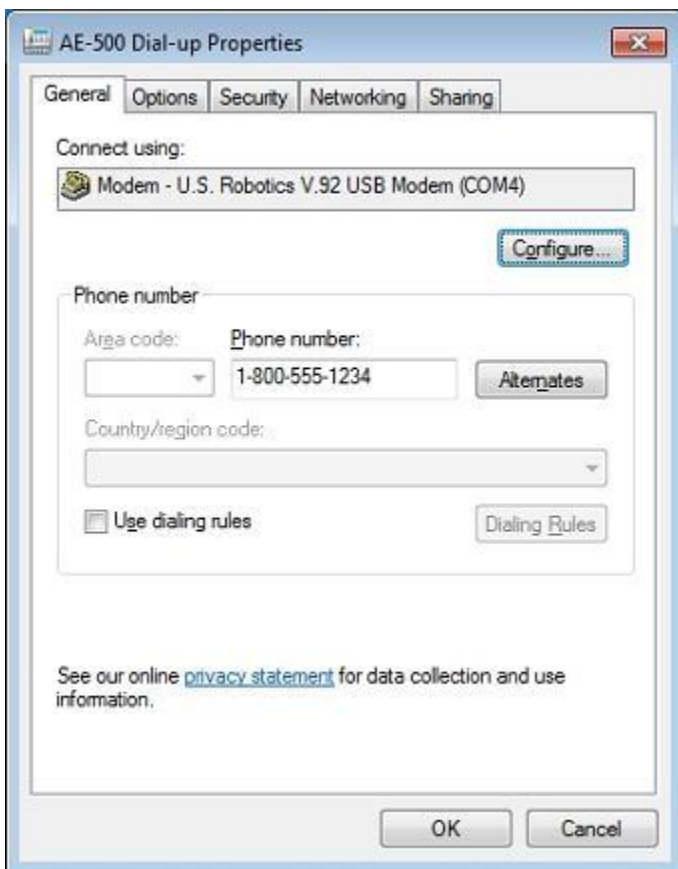 AE-500 Dial-up Properties
General Options Security Networking Sharing
Connect using:
Modem - U.S. Robotics V.92 USB Modem (COM4)
Configure...
Phone number
Area code: Phone number:
1-800-555-1234 Alternates
Country/region code:
Use dialing rules Dialing Rules
See our online privacy statement for data collection and use
information.
OK Cancel